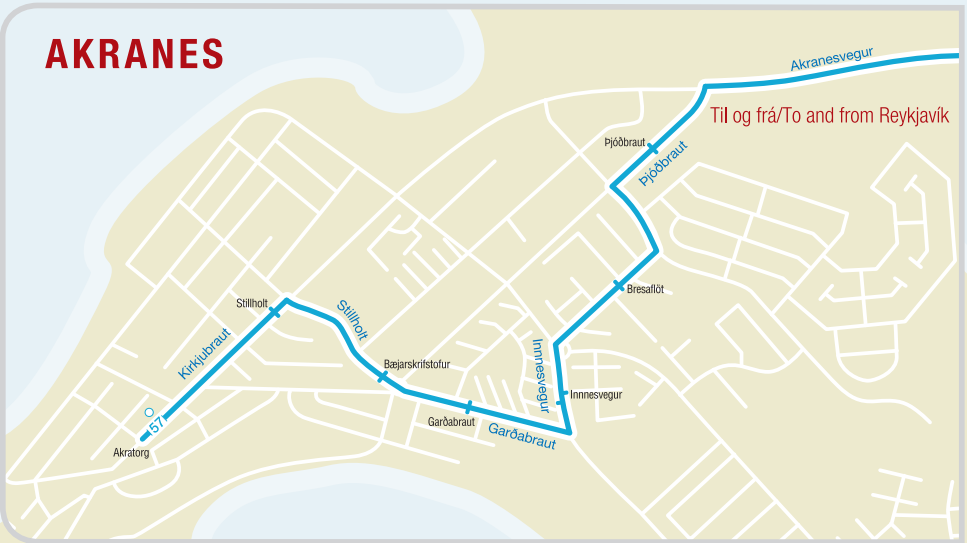 AKRANES
Akranesvegur
Til og frá/To and from Reykjavík
Þjóðbraut
Þjóðbraut
Bresaflöt
Stillholt
Stillholt
Kirkjubraut
Innnesvegur
Bæjarskrifstofur
Innnesvegur
Garðabraut
Garðabraut
57
Akratorg